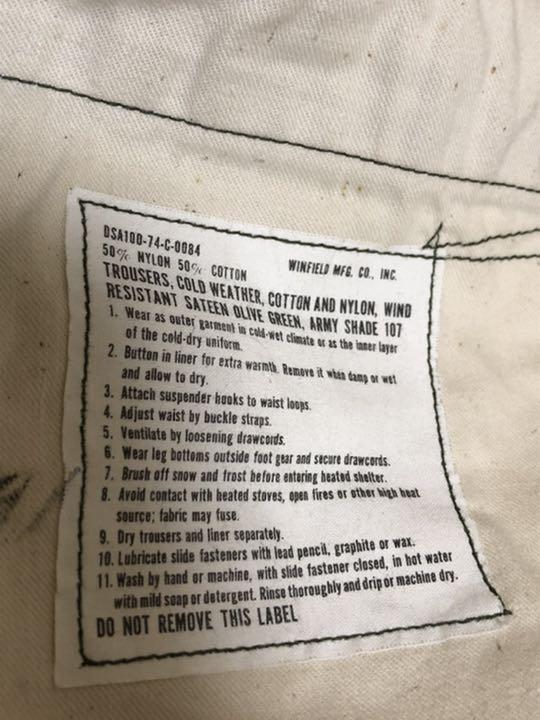 DSA100-74-C-0084
50% NYLON 50% COTTON WINFIELD MFG. CO., INC.
TROUSERS, COLD WEATHER, COTTON AND NYLON, WIND
RESISTANT SATEEN OLIVE GREEN, ARMY SHADE 107
1. Wear as outer garment in cold-wet climate or as the inner layer
of the cold-dry uniform.
2. Button in liner for extra warmth. Remove it when damp or wet
and allow to dry.
3. Attach suspender hooks to waist loops.
4. Adjust waist by buckle straps.
5. Ventilate by loosening drawcords.
6. Wear leg bottoms outside foot gear and secure drawcords.
7. Brush off snow and frost before entering heated shelter.
8. Avoid contact with heated stoves, open fires or other high heat
source; fabric may fuse.
9. Dry trousers and liner separately.
10. Lubricate slide fasteners with lead pencil, graphite or wax.
11. Wash by hand or machine, with slide fastener closed, in hot water
with mild soap or detergent. Rinse thoroughly and drip or machine dry.
DO NOT REMOVE THIS LABEL